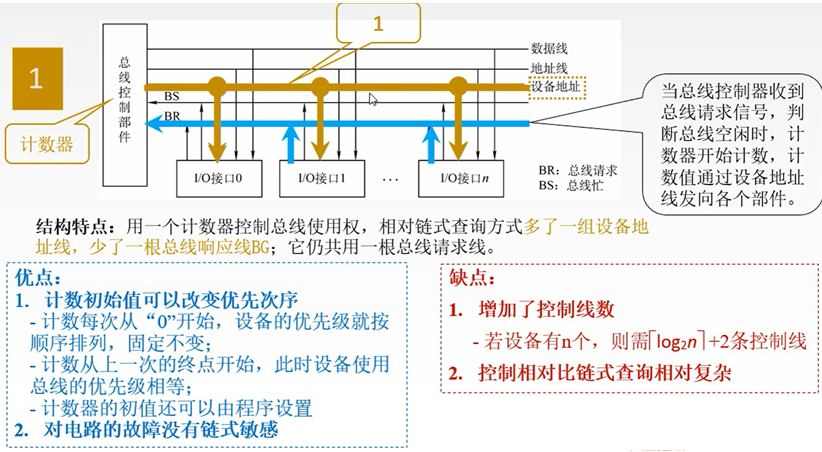 1
1
计数器
总线控制部件
数据线
地址线
设备地址
BS
BR
I/O接口0
I/O接口1
…
I/O接口n
BR：总线请求
BS：总线忙
当总线控制器收到
总线请求信号，判
断总线空闲时，计
数器开始计数，计
数值通过设备地址
线发向各个部件。
结构特点：用一个计数器控制总线使用权，相对链式查询方式多了一组设备地
址线，少了一根总线响应线BG；它仍共用一根总线请求线。
优点：
1. 计数初始值可以改变优先次序
- 计数每次从“0”开始，设备的优先级就按
顺序排列，固定不变；
- 计数从上一次的终点开始，此时设备使用
总线的优先级相等；
- 计数器的初值还可以由程序设置
2. 对电路的故障没有链式敏感
缺点：
1. 增加了控制线数
- 若设备有n个，则需⌈log₂n⌉+2条控制线
2. 控制相对比链式查询相对复杂